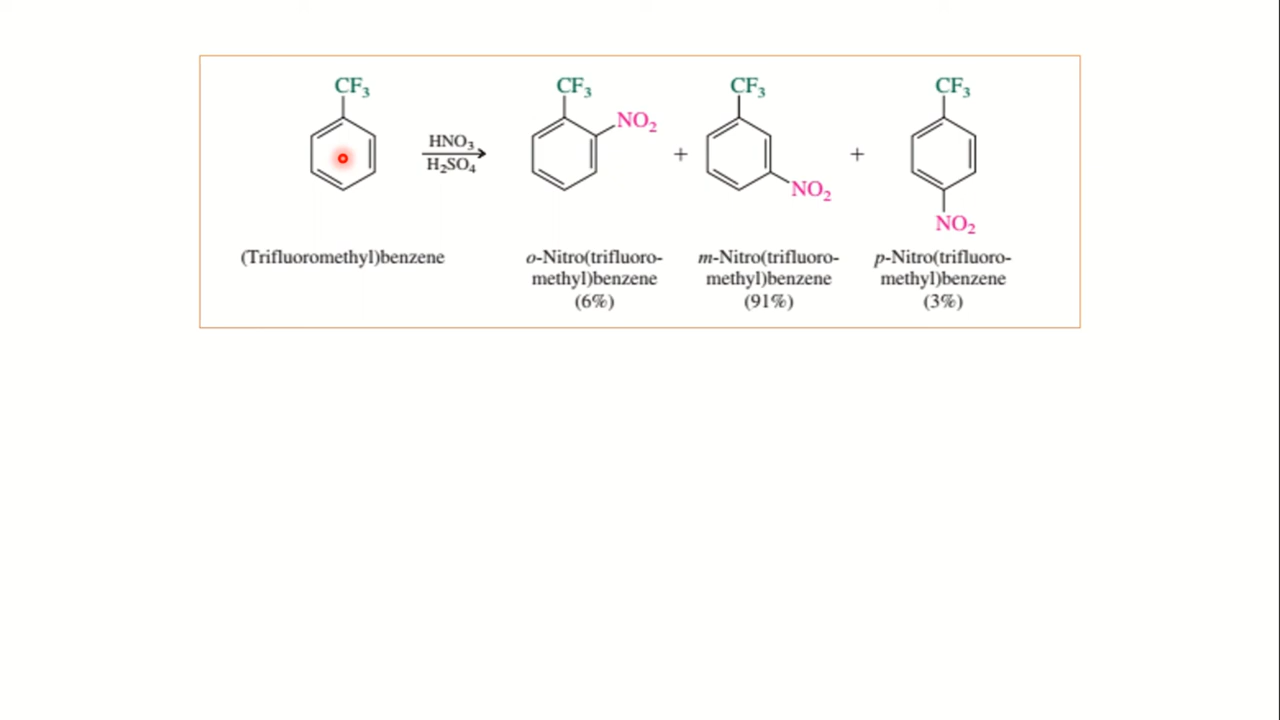 CF₃ CF₃ CF₃ CF₃
HNO₃ NO₂
H₂SO₄ + +
NO₂
NO₂
(Trifluoromethyl)benzene o-Nitro(trifluoro- m-Nitro(trifluoro- p-Nitro(trifluoro-
methyl)benzene methyl)benzene methyl)benzene
(6%) (91%) (3%)